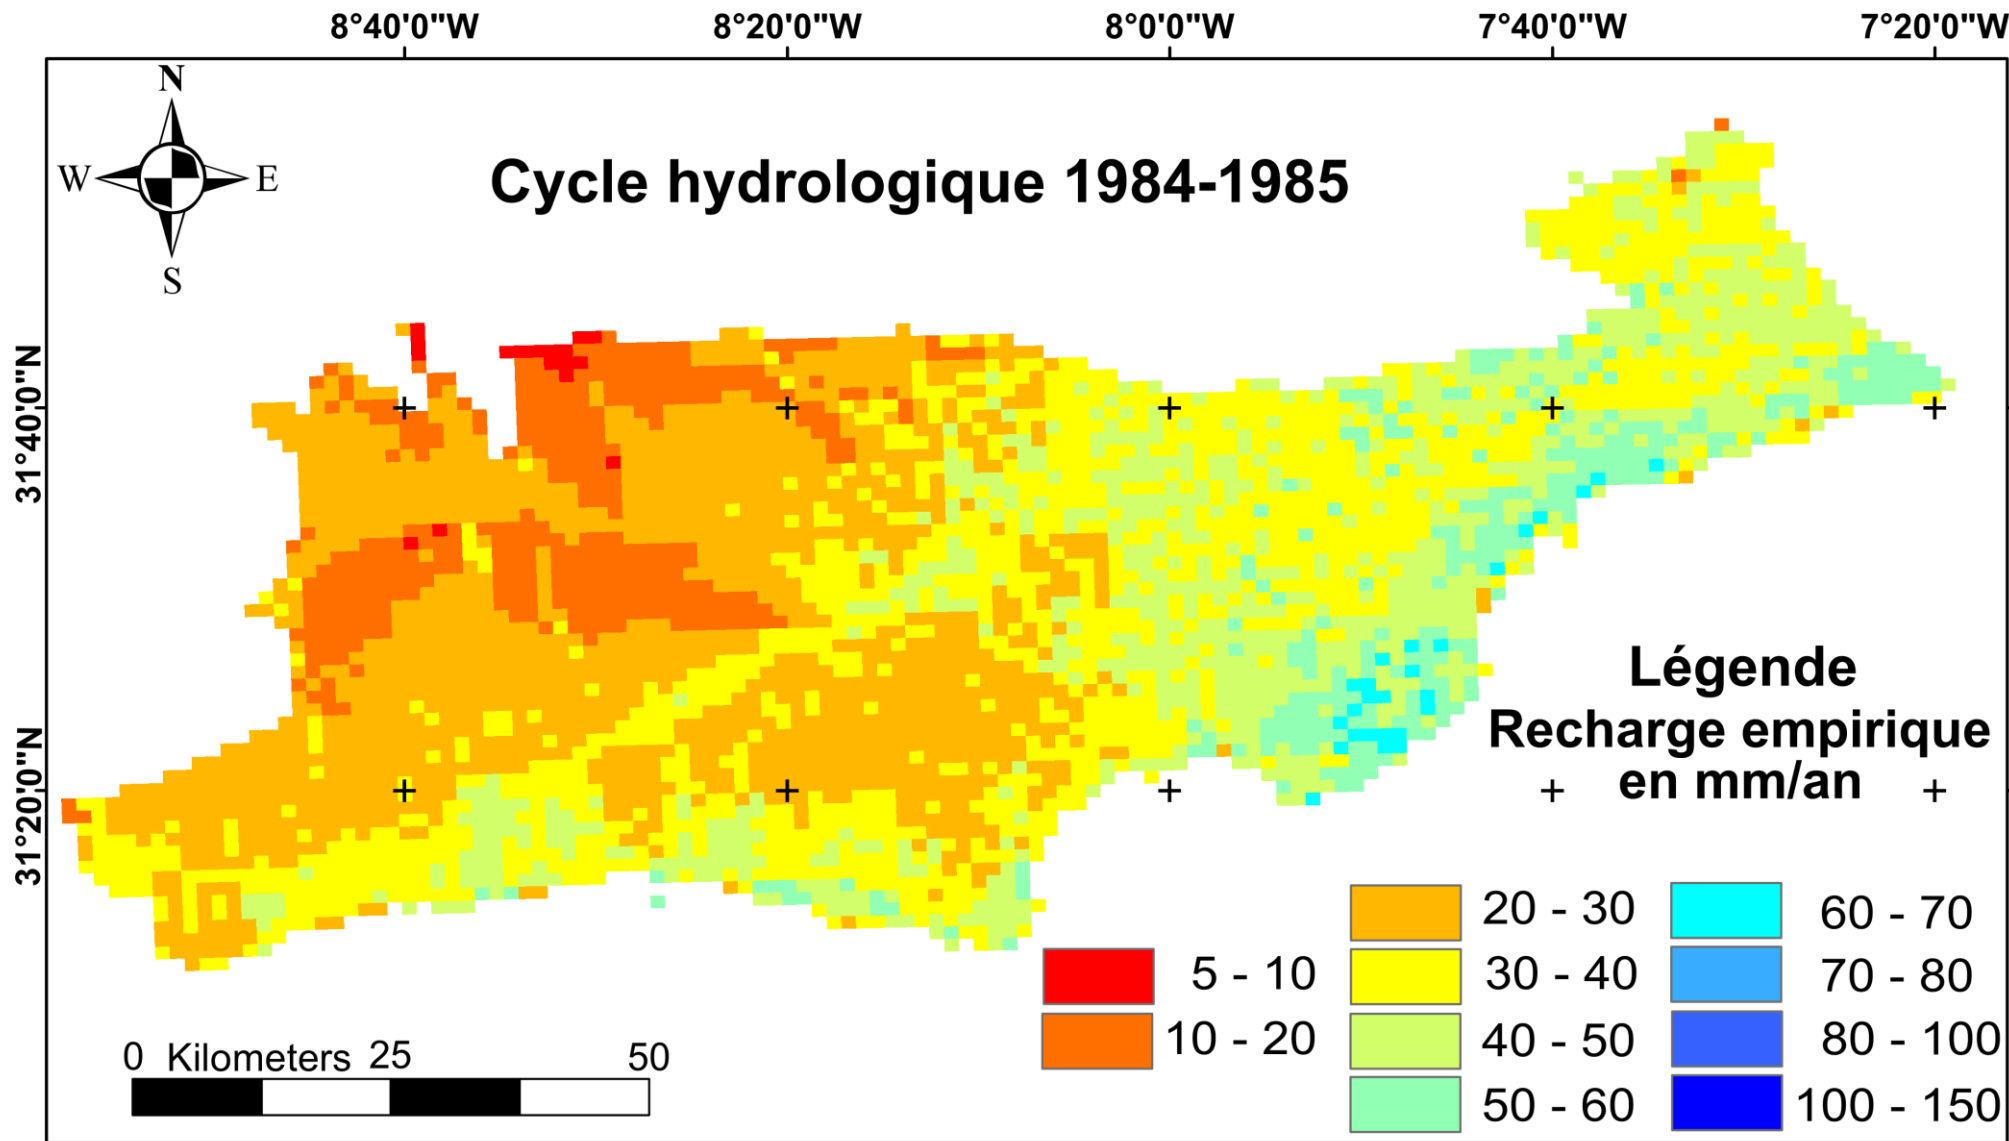 8°40'0"W 8°20'0"W 8°0'0"W 7°40'0"W 7°20'0"W
N
W E
S
Cycle hydrologique 1984-1985
31°40'0"N
31°20'0"N
Légende
Recharge empirique
en mm/an
20 - 30 60 - 70
5 - 10 30 - 40 70 - 80
10 - 20 40 - 50 80 - 100
50 - 60 100 - 150
0 Kilometers 25 50